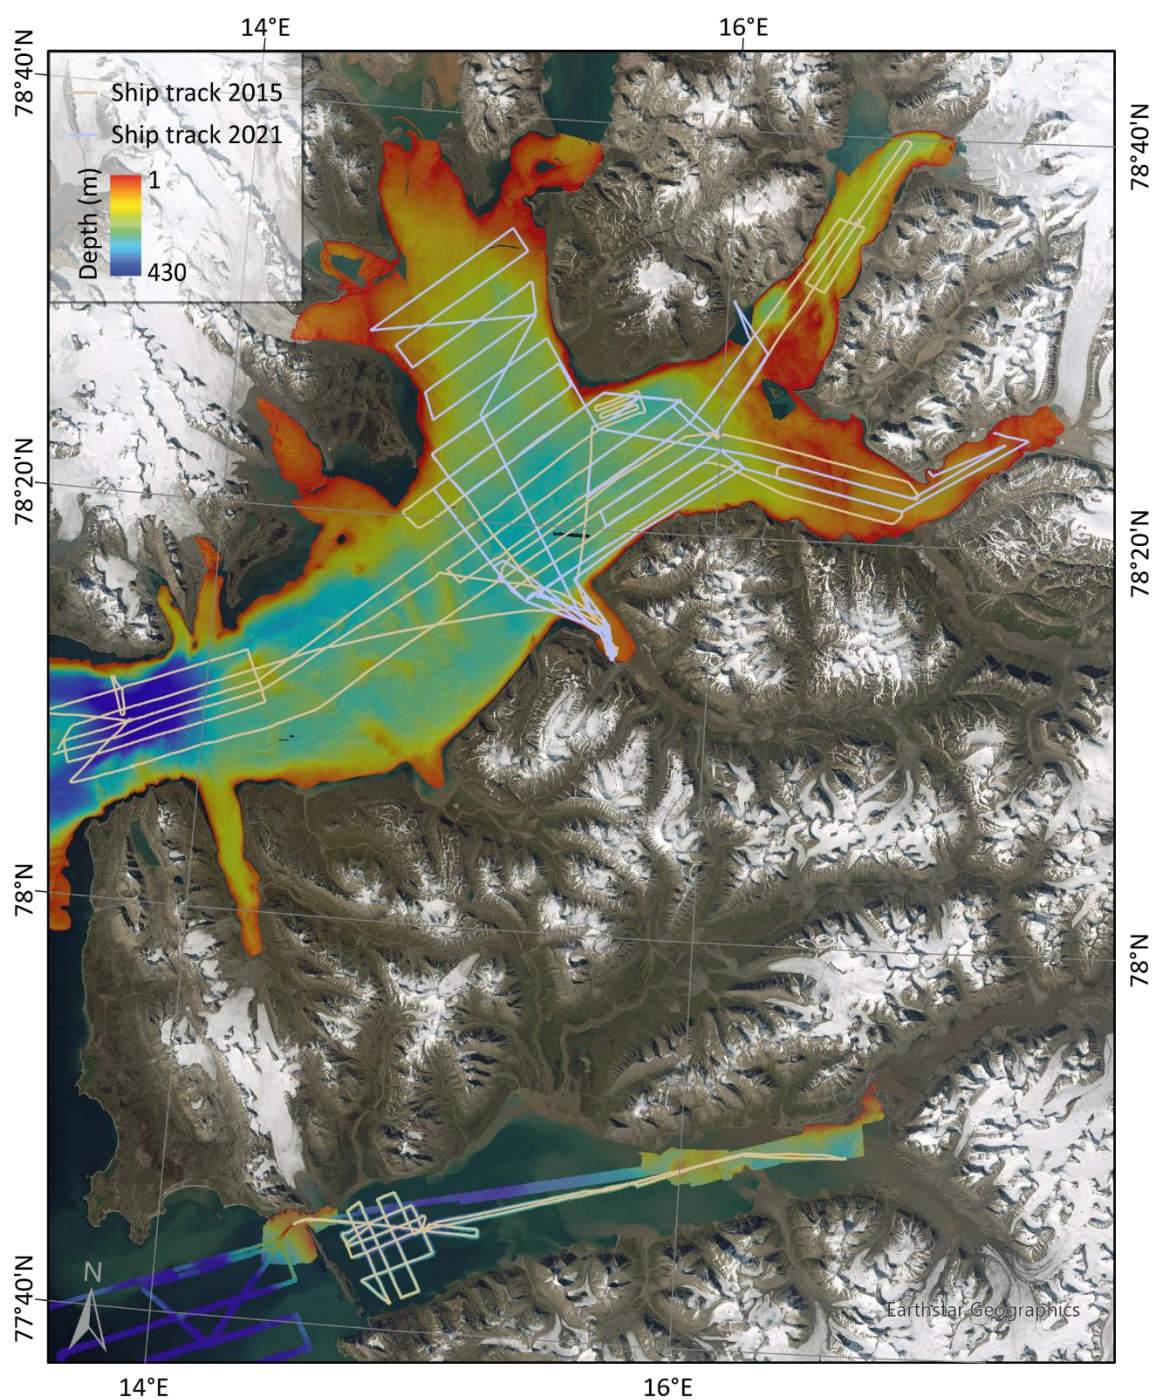 14°E 16°E
78°40'N
Ship track 2015
Ship track 2021
Depth (m)
1
430
78°40'N
78°20'N
78°20'N
78°N
78°N
77°40'N
N
Earthstar Geographics
14°E 16°E